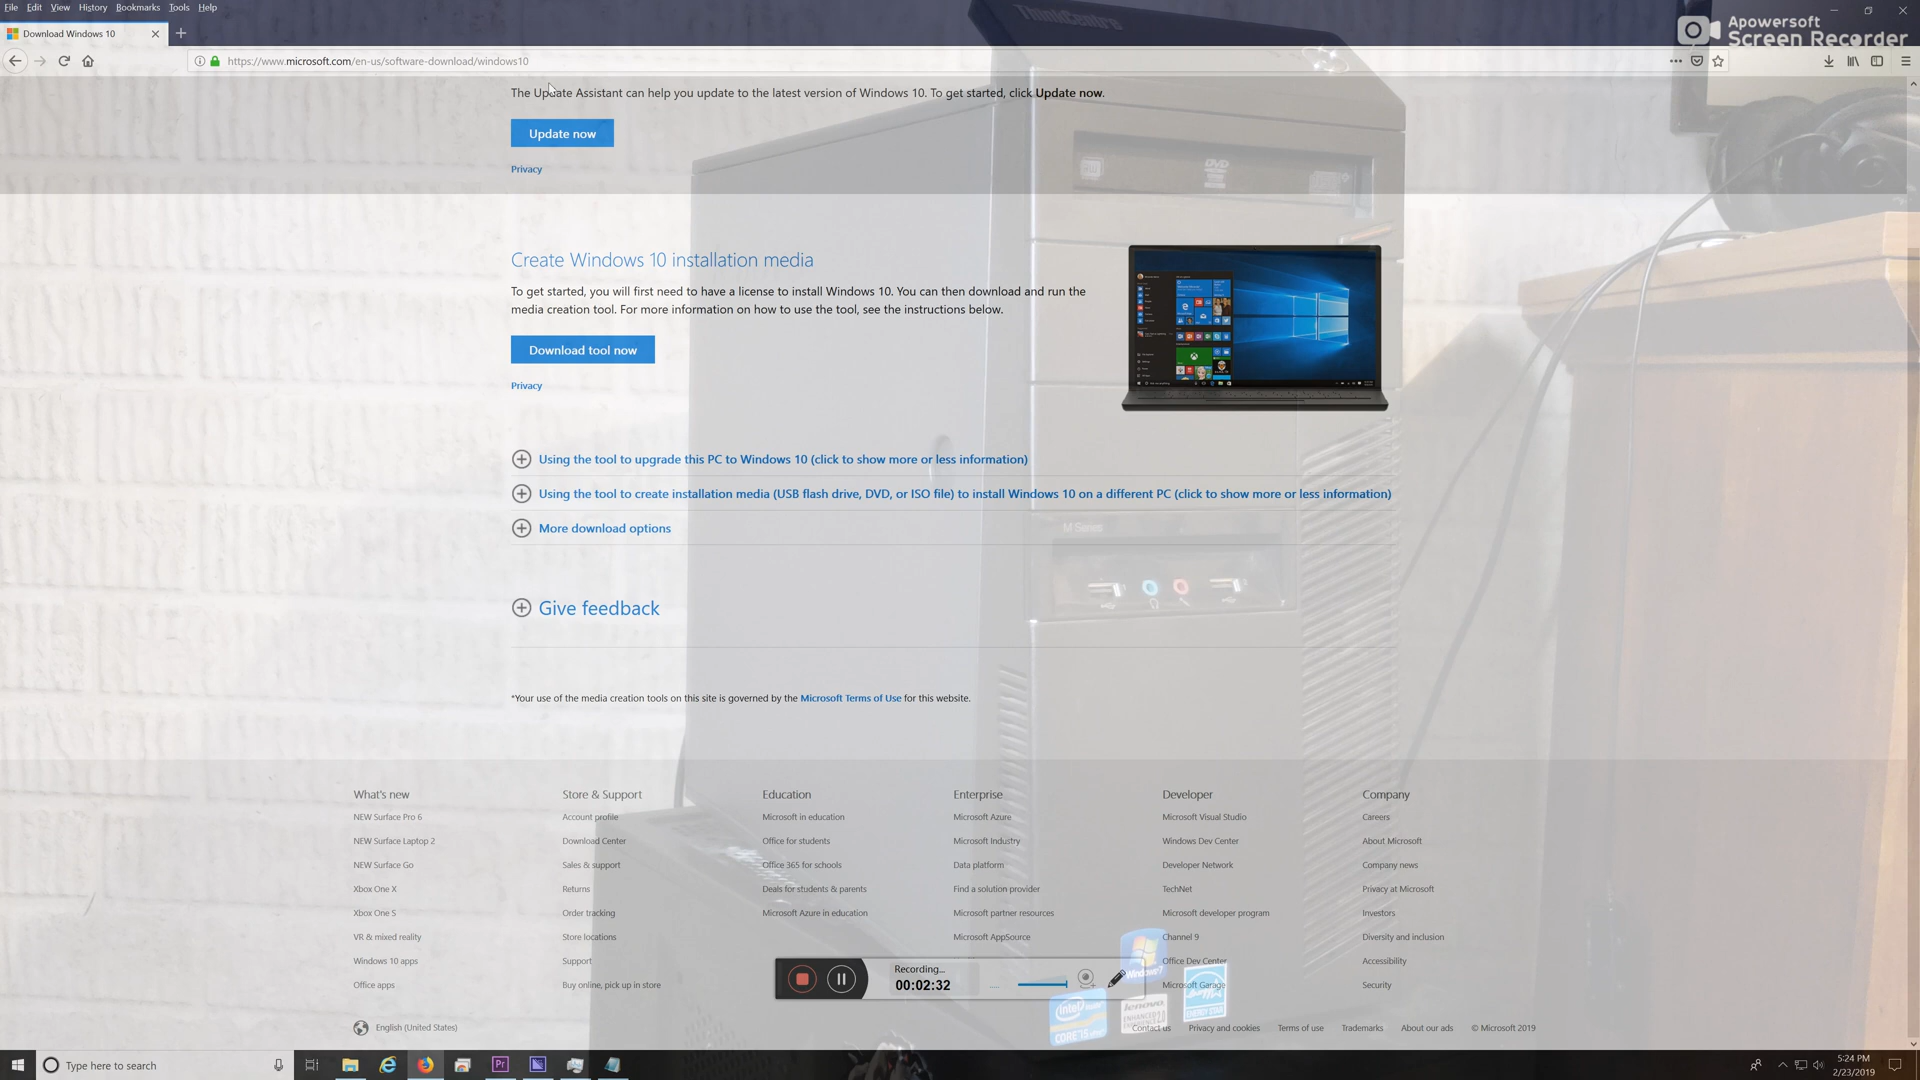 File Edit View History Bookmarks Tools Help
ThinkCentre
Apowersoft
Screen Recorder
Download Windows 10
https://www.microsoft.com/en-us/software-download/windows10
The Update Assistant can help you update to the latest version of Windows 10. To get started, click Update now.
Update now
Privacy
DVD
Create Windows 10 installation media
To get started, you will first need to have a license to install Windows 10. You can then download and run the
media creation tool. For more information on how to use the tool, see the instructions below.
Download tool now
Privacy
Using the tool to upgrade this PC to Windows 10 (click to show more or less information)
Using the tool to create installation media (USB flash drive, DVD, or ISO file) to install Windows 10 on a different PC (click to show more or less information)
More download options
M Series
Give feedback
*Your use of the media creation tools on this site is governed by the Microsoft Terms of Use for this website.
What's new
NEW Surface Pro 6
NEW Surface Laptop 2
NEW Surface Go
Xbox One X
Xbox One S
VR & mixed reality
Windows 10 apps
Office apps
Store & Support
Account profile
Download Center
Sales & support
Returns
Order tracking
Store locations
Support
Buy online, pick up in store
Education
Microsoft in education
Office for students
Office 365 for schools
Deals for students & parents
Microsoft Azure in education
Enterprise
Microsoft Azure
Microsoft Industry
Data platform
Find a solution provider
Microsoft partner resources
Microsoft AppSource
Developer
Microsoft Visual Studio
Windows Dev Center
Developer Network
TechNet
Microsoft developer program
Channel 9
Office Dev Center
Microsoft Garage
Company
Careers
About Microsoft
Company news
Privacy at Microsoft
Investors
Diversity and inclusion
Accessibility
Security
Recording...
00:02:32
Windows 7
intel
CORE i5
lenovo
ENHANCED
ENERGY STAR
English (United States)
Contact us Privacy and cookies Terms of use Trademarks About our ads © Microsoft 2019
Type here to search
Pr
5:24 PM
2/23/2019